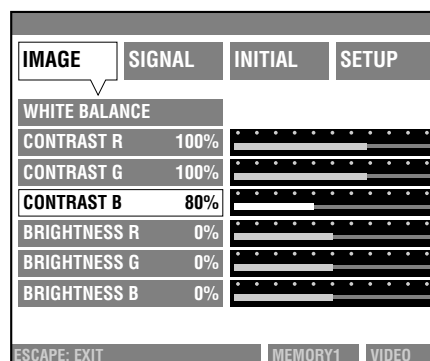 IMAGE SIGNAL INITIAL SETUP
WHITE BALANCE
CONTRAST R 100%
CONTRAST G 100%
CONTRAST B 80%
BRIGHTNESS R 0%
BRIGHTNESS G 0%
BRIGHTNESS B 0%
ESCAPE: EXIT MEMORY1 VIDEO